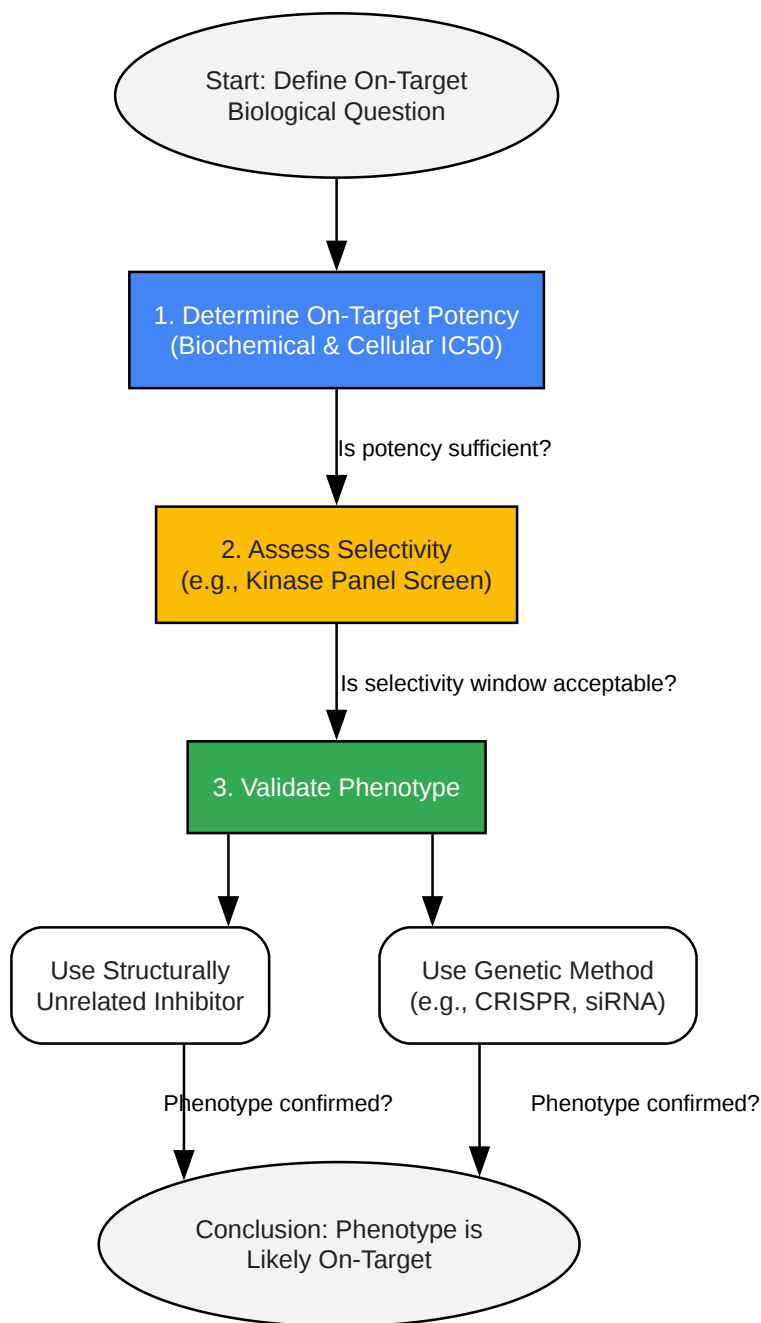 Start: Define On-Target
Biological Question
1. Determine On-Target Potency
(Biochemical & Cellular IC50)
Is potency sufficient?
2. Assess Selectivity
(e.g., Kinase Panel Screen)
Is selectivity window acceptable?
3. Validate Phenotype
Use Structurally
Unrelated Inhibitor
Use Genetic Method
(e.g., CRISPR, siRNA)
Phenotype confirmed?
Phenotype confirmed?
Conclusion: Phenotype is
Likely On-Target